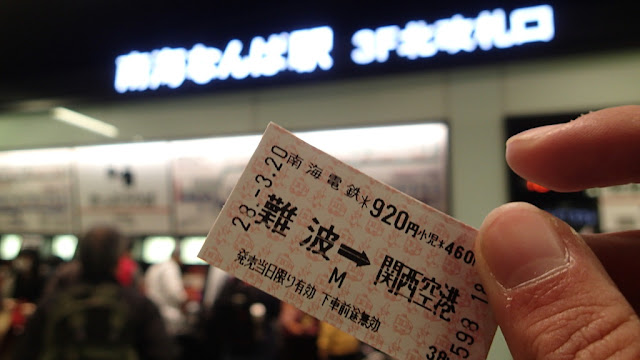 南海なんば駅 3F北改札口
28.-3.20
南海電鉄 * 920円 小児*460
難波➡関西空港
M
発売当日限り有効 下車前途無効
598